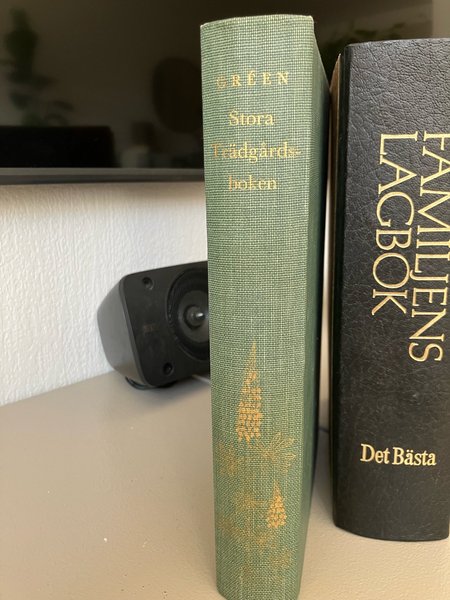 GRÉEN
Stora
Trädgårds-
boken
FAMILJENS
LAGBOK
Det Bästa